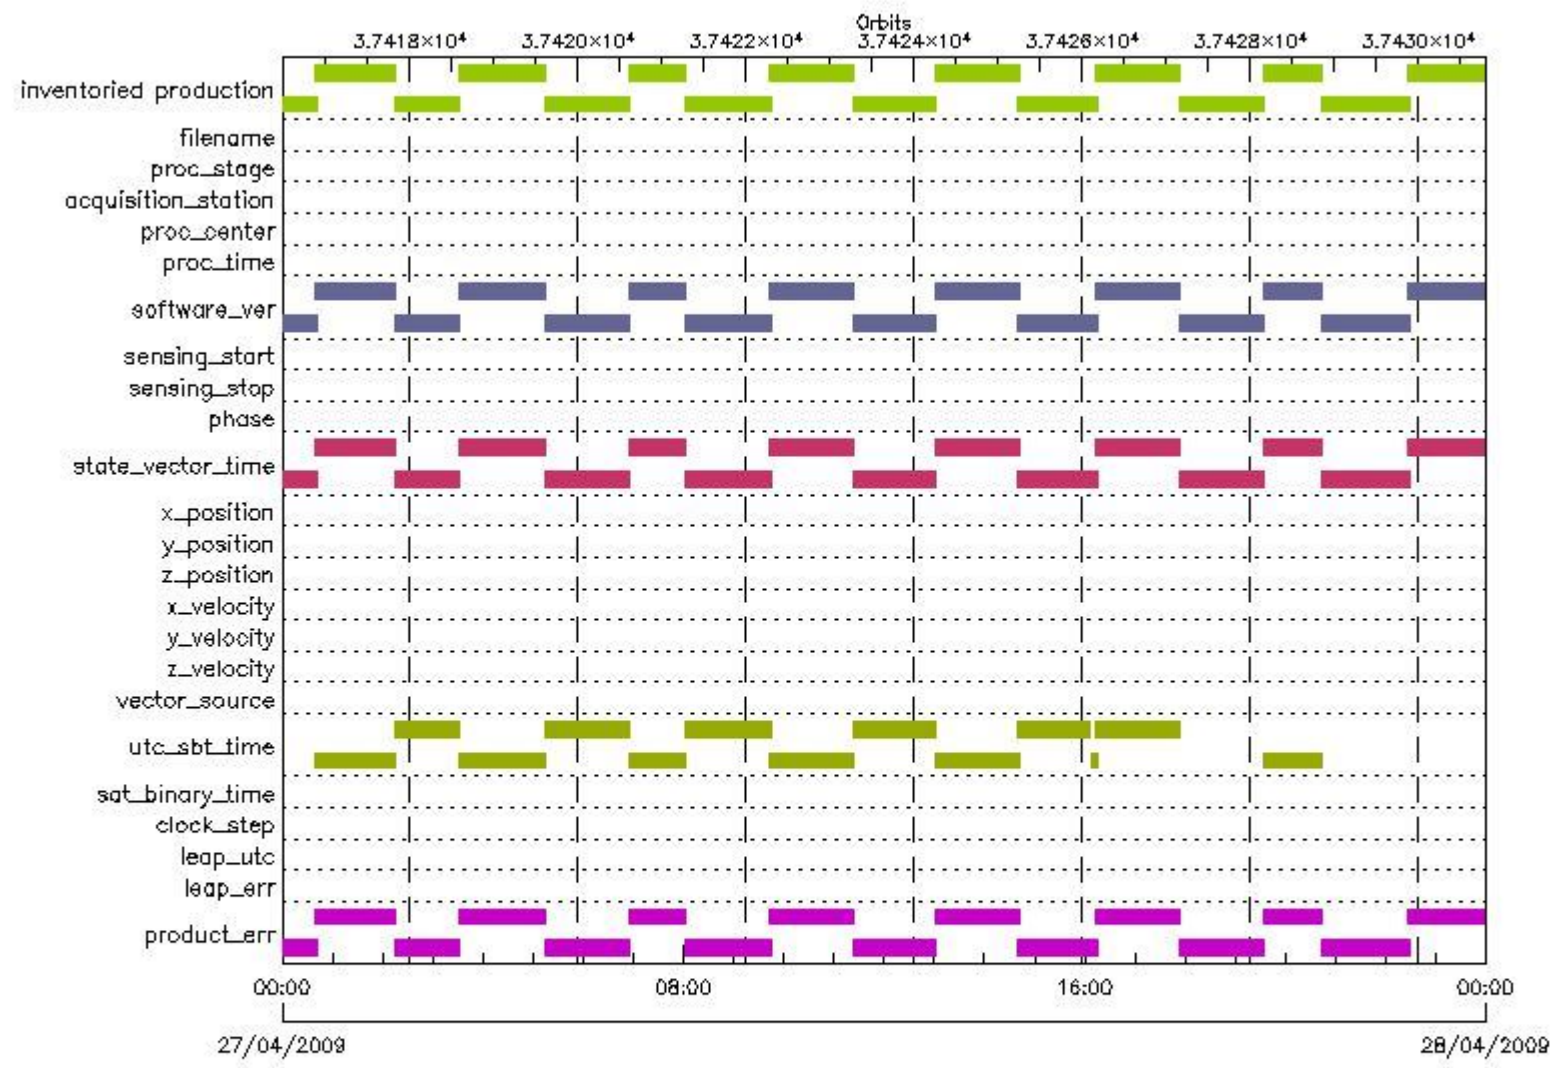 Orbits
3.7418×10⁴ 3.7420×10⁴ 3.7422×10⁴ 3.7424×10⁴ 3.7426×10⁴ 3.7428×10⁴ 3.7430×10⁴
inventoried production
filename
proc_stage
acquisition_station
proc_center
proc_time
software_ver
sensing_start
sensing_stop
phase
state_vector_time
x_position
y_position
z_position
x_velocity
y_velocity
z_velocity
vector_source
utc_sbt_time
sat_binary_time
clock_step
leap_utc
leap_err
product_err
00:00 08:00 16:00 00:00
27/04/2009 28/04/2009